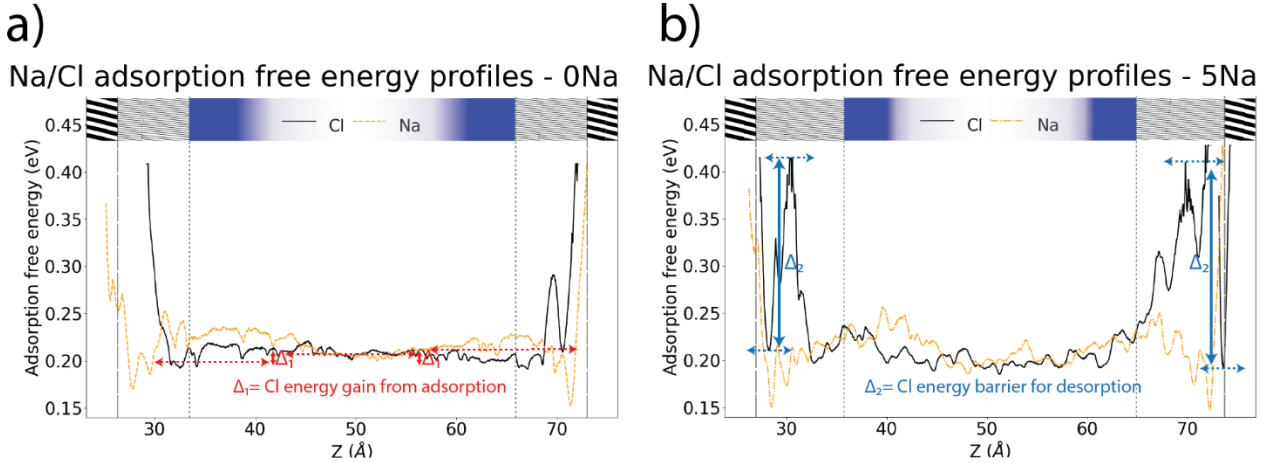 a)
Na/Cl adsorption free energy profiles - 0Na
Cl Na
Adsorption free energy (eV)
0.45
0.40
0.35
0.30
0.25
0.20
0.15
Δ₁
Δ₁
Δ₁= Cl energy gain from adsorption
30 40 50 60 70
Z (Å)
b)
Na/Cl adsorption free energy profiles - 5Na
Cl Na
Adsorption free energy (eV)
0.45
0.40
0.35
0.30
0.25
0.20
0.15
Δ₂
Δ₂
Δ₂= Cl energy barrier for desorption
30 40 50 60 70
Z (Å)